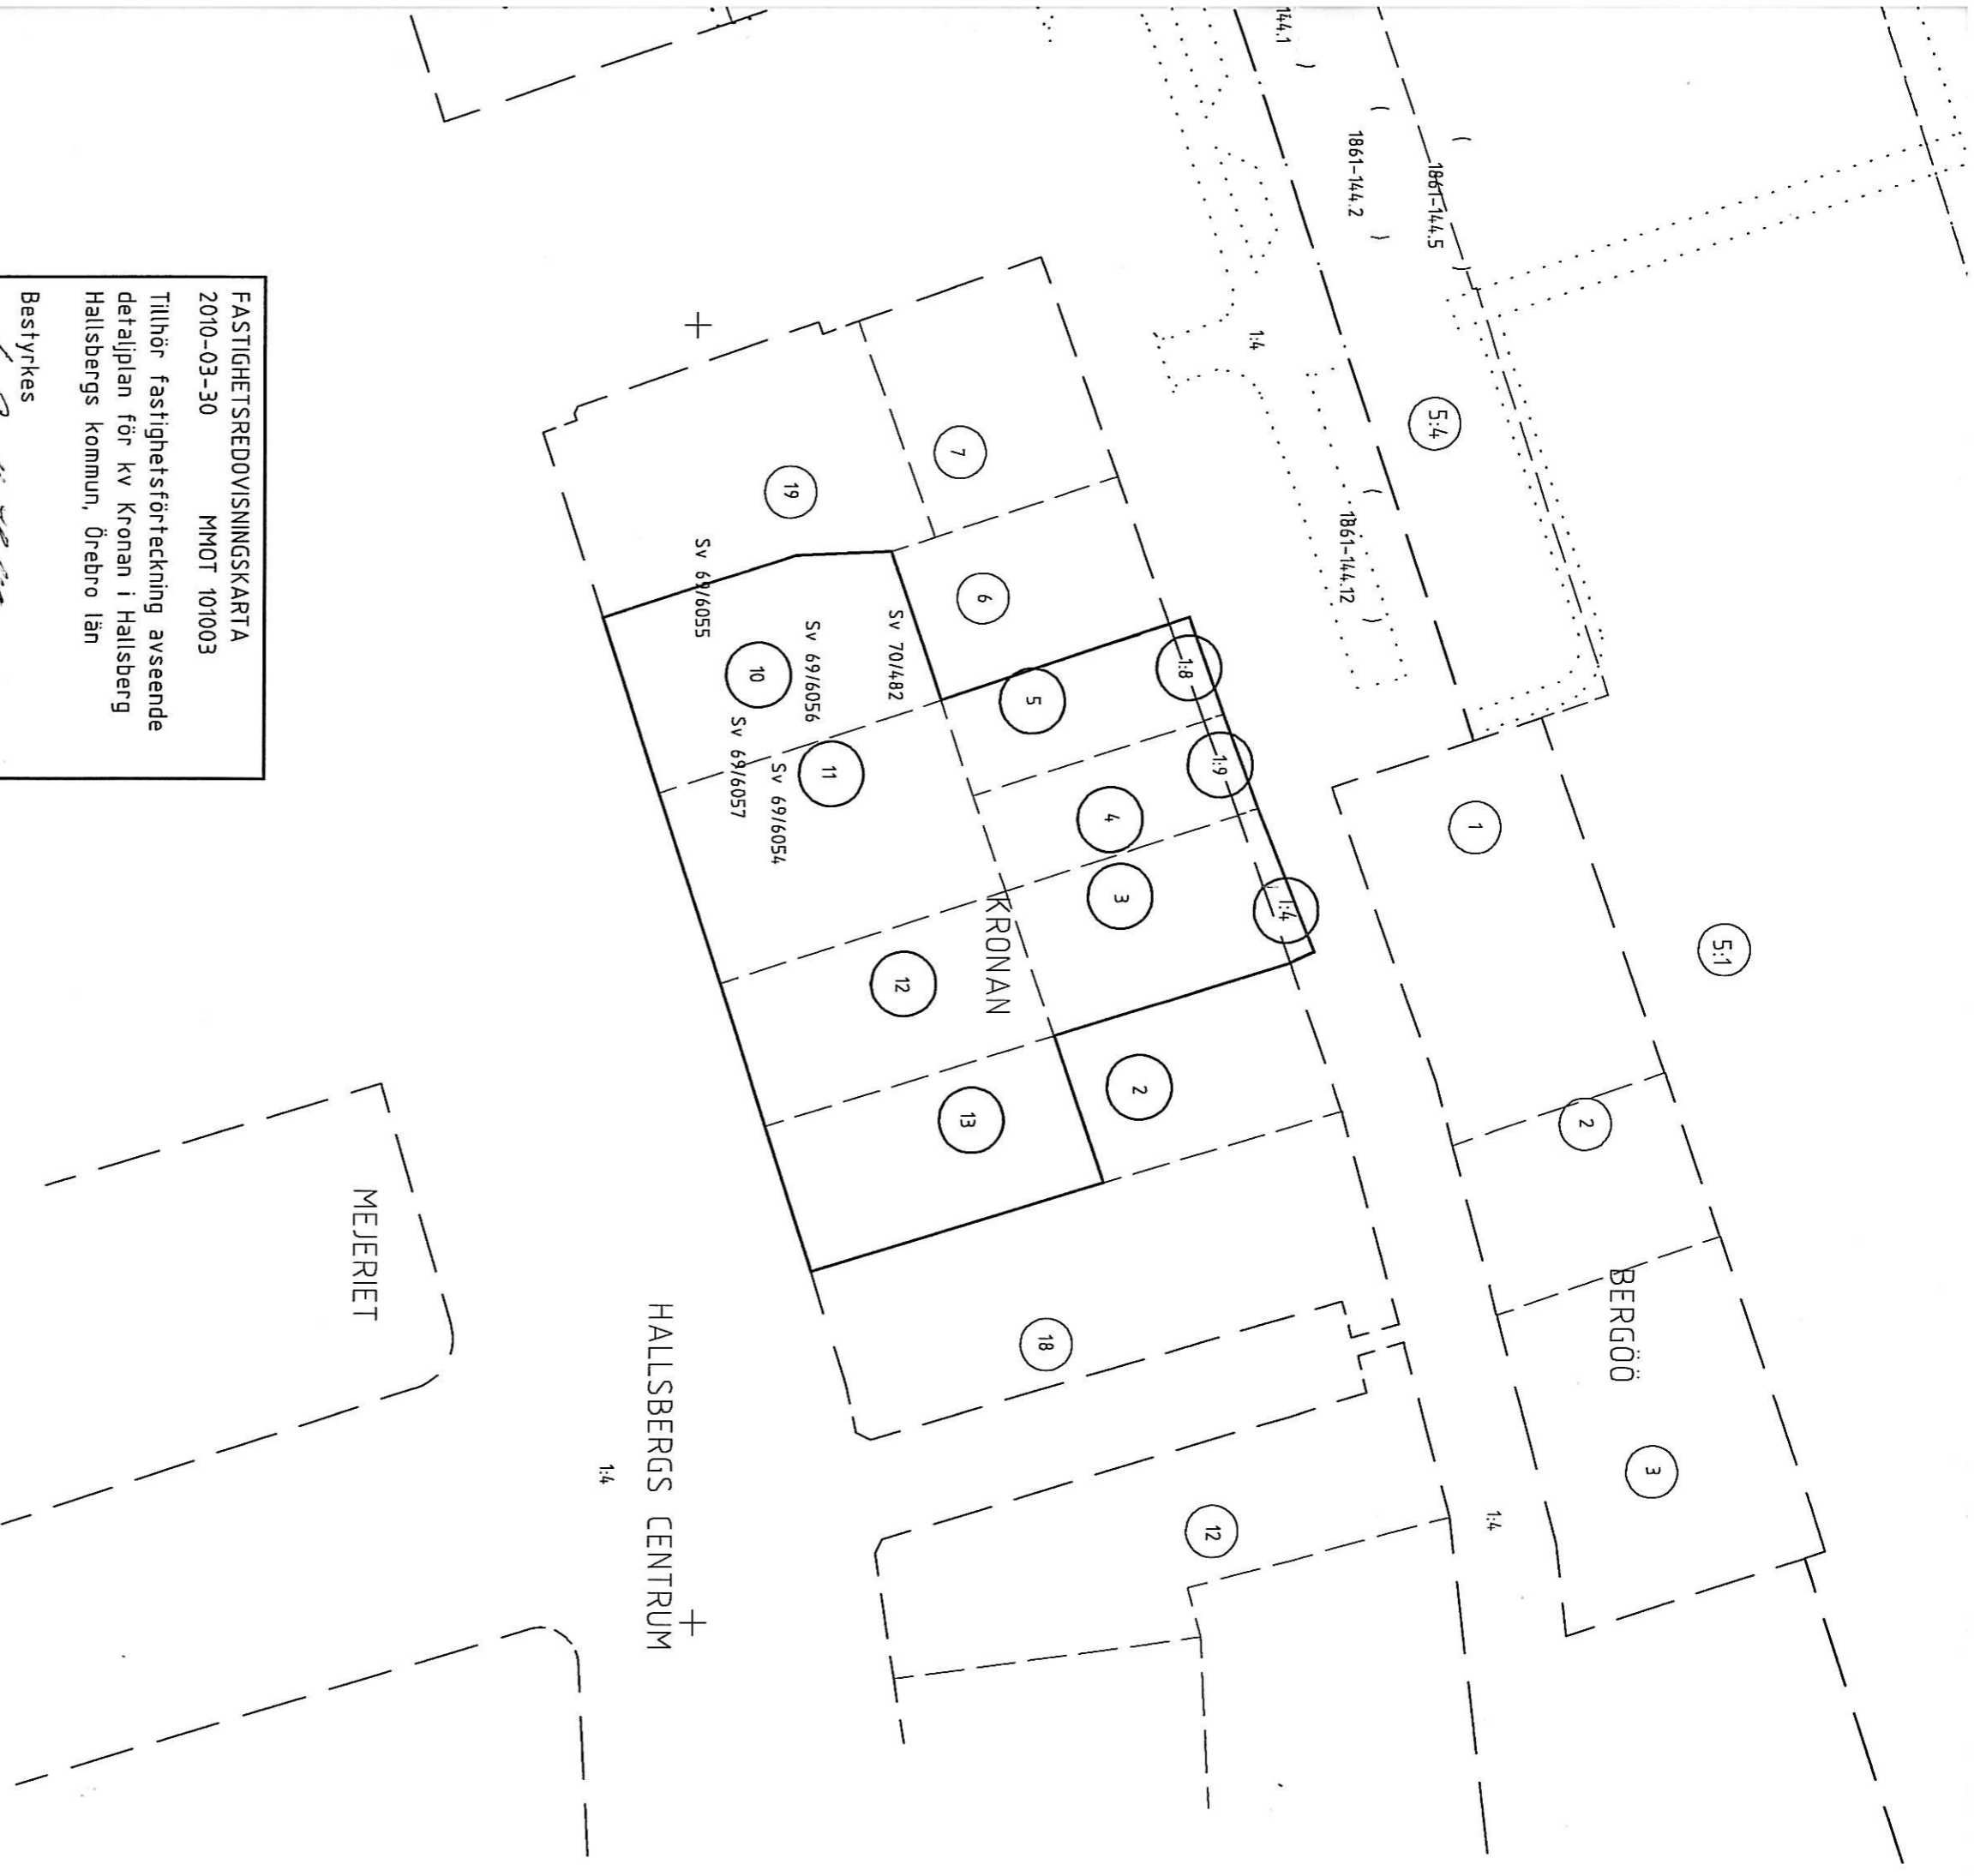 144.1
1861-144.2
1861-144.5
1:4
5:4
1861-144.12
7
19
6
Sv 69/6055
Sv 70/482
10
Sv 69/6056
Sv 69/6057
Sv 69/6054
11
5
1:8
1:9
4
3
1:4
KRONAN
12
2
13
18
1
5:1
2
BERGÖÖ
3
12
1:4
MEJERIET
HALLSBERGS CENTRUM
1:4
FASTIGHETSREDOVISNINGSKARTA
2010-03-30 MMOT 101003
Tillhör fastighetsförteckning avseende
detaljplan för kv Kronan i Hallsberg
Hallsbergs kommun, Örebro län
Bestyrkes